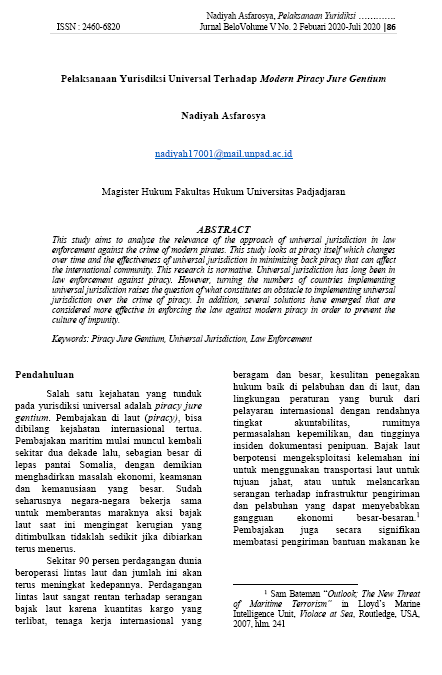 Nadiyah Asfarosya, Pelaksanaan Yuridiksi ………….
ISSN : 2460-6820 Jurnal BeloVolume V No. 2 Febuari 2020-Juli 2020 |86
Pelaksanaan Yurisdiksi Universal Terhadap Modern Piracy Jure Gentium
Nadiyah Asfarosya
nadiyah17001@mail.unpad.ac.id
Magister Hukum Fakultas Hukum Universitas Padjadjaran
ABSTRACT
This study aims to analyze the relevance of the approach of universal jurisdiction in law
enforcement against the crime of modern pirates. This study looks at piracy itself which changes
over time and the effectiveness of universal jurisdiction in minimizing back piracy that can affect
the international community. This research is normative. Universal jurisdiction has long been in
law enforcement against piracy. However, turning the numbers of countries implementing
universal jurisdiction raises the question of what constitutes an obstacle to implementing universal
jurisdiction over the crime of piracy. In addition, several solutions have emerged that are
considered more effective in enforcing the law against modern piracy in order to prevent the
culture of impunity.
Keywords: Piracy Jure Gentium, Universal Jurisdiction, Law Enforcement
Pendahuluan
Salah satu kejahatan yang tunduk
pada yurisdiksi universal adalah piracy jure
gentium. Pembajakan di laut (piracy), bisa
dibilang kejahatan internasional tertua.
Pembajakan maritim mulai muncul kembali
sekitar dua dekade lalu, sebagian besar di
lepas pantai Somalia, dengan demikian
menghadirkan masalah ekonomi, keamanan
dan kemanusiaan yang besar. Sudah
seharusnya negara-negara bekerja sama
untuk memberantas maraknya aksi bajak
laut saat ini mengingat kerugian yang
ditimbulkan tidaklah sedikit jika dibiarkan
terus menerus.
Sekitar 90 persen perdagangan dunia
beroperasi lintas laut dan jumlah ini akan
terus meningkat kedepannya. Perdagangan
lintas laut sangat rentan terhadap serangan
bajak laut karena kuantitas kargo yang
terlibat, tenaga kerja internasional yang
beragam dan besar, kesulitan penegakan
hukum baik di pelabuhan dan di laut, dan
lingkungan peraturan yang buruk dari
pelayaran internasional dengan rendahnya
tingkat akuntabilitas, rumitnya
permasalahan kepemilikan, dan tingginya
insiden dokumentasi penipuan. Bajak laut
berpotensi mengeksploitasi kelemahan ini
untuk menggunakan transportasi laut untuk
tujuan jahat, atau untuk melancarkan
serangan terhadap infrastruktur pengiriman
dan pelabuhan yang dapat menyebabkan
gangguan ekonomi besar-besaran.¹
Pembajakan juga secara signifikan
membatasi pengiriman bantuan makanan ke
¹ Sam Bateman “Outlook; The New Threat
of Maritime Terrorism” in Lloyd’s Marine
Intelligence Unit, Violace at Sea, Routledge, USA,
2007, hlm. 241